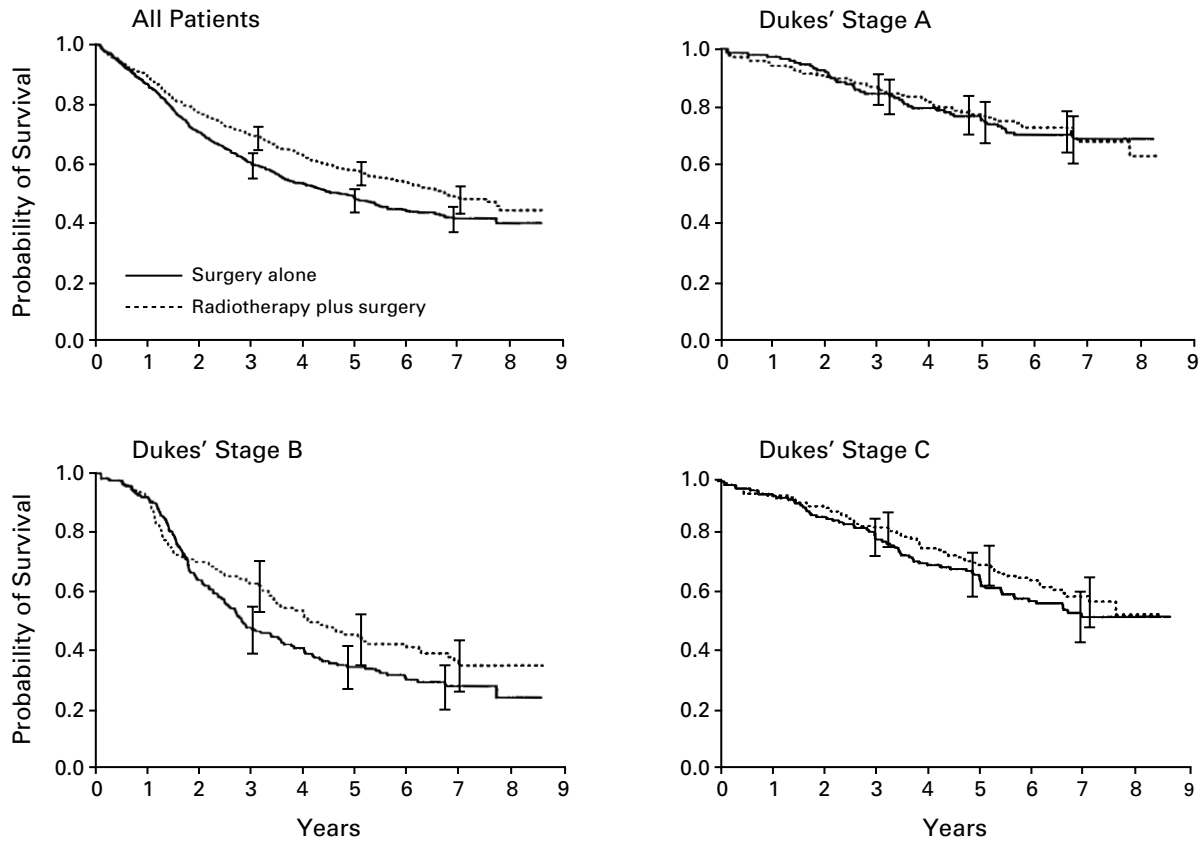 All Patients
Probability of Survival
1.0
0.8
0.6
0.4
0.2
0.0
Surgery alone
Radiotherapy plus surgery
0 1 2 3 4 5 6 7 8 9
Dukes’ Stage A
1.0
0.8
0.6
0.4
0.2
0.0
0 1 2 3 4 5 6 7 8 9
Dukes’ Stage B
Probability of Survival
1.0
0.8
0.6
0.4
0.2
0.0
0 1 2 3 4 5 6 7 8 9
Years
Dukes’ Stage C
1.0
0.8
0.6
0.4
0.2
0.0
0 1 2 3 4 5 6 7 8 9
Years